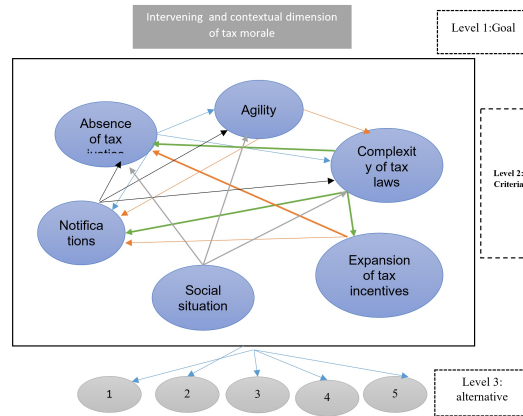 Intervening and contextual dimension
of tax morale
Level 1:Goal
Agility
Absence
of tax
Complexit
y of tax
laws
Level 2:
Criteria
Notifica
tions
Social
situation
Expansion
of tax
incentives
Level 3:
alternative
1
2
3
4
5